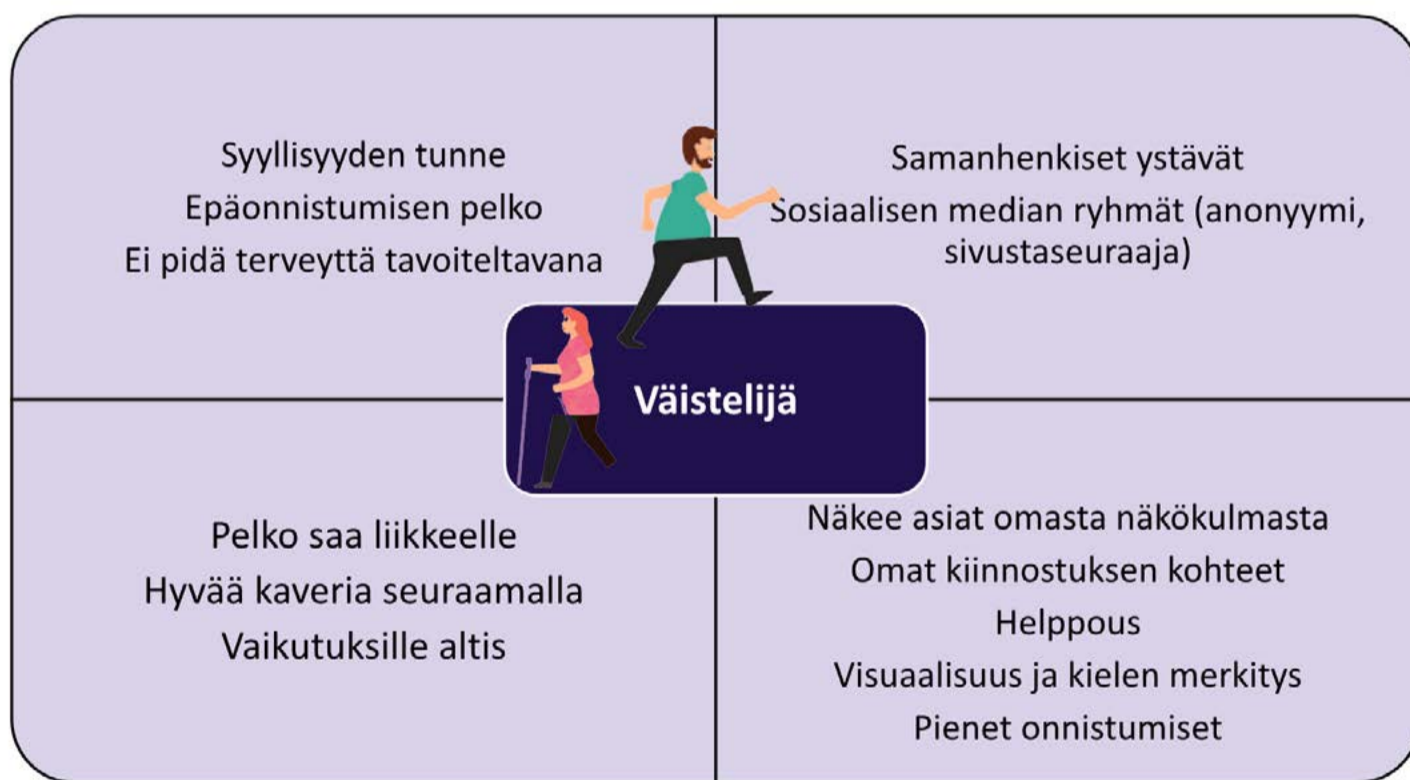 Syyllisyyden tunne
Epäonnistumisen pelko
Ei pidä terveyttä tavoiteltavana
Samanhenkiset ystävät
Sosiaalisen median ryhmät (anonyymi,
sivustaseuraaja)
Väistelijä
Pelko saa liikkeelle
Hyvää kaveria seuraamalla
Vaikutuksille altis
Näkee asiat omasta näkökulmasta
Omat kiinnostuksen kohteet
Helppous
Visuaalisuus ja kielen merkitys
Pienet onnistumiset